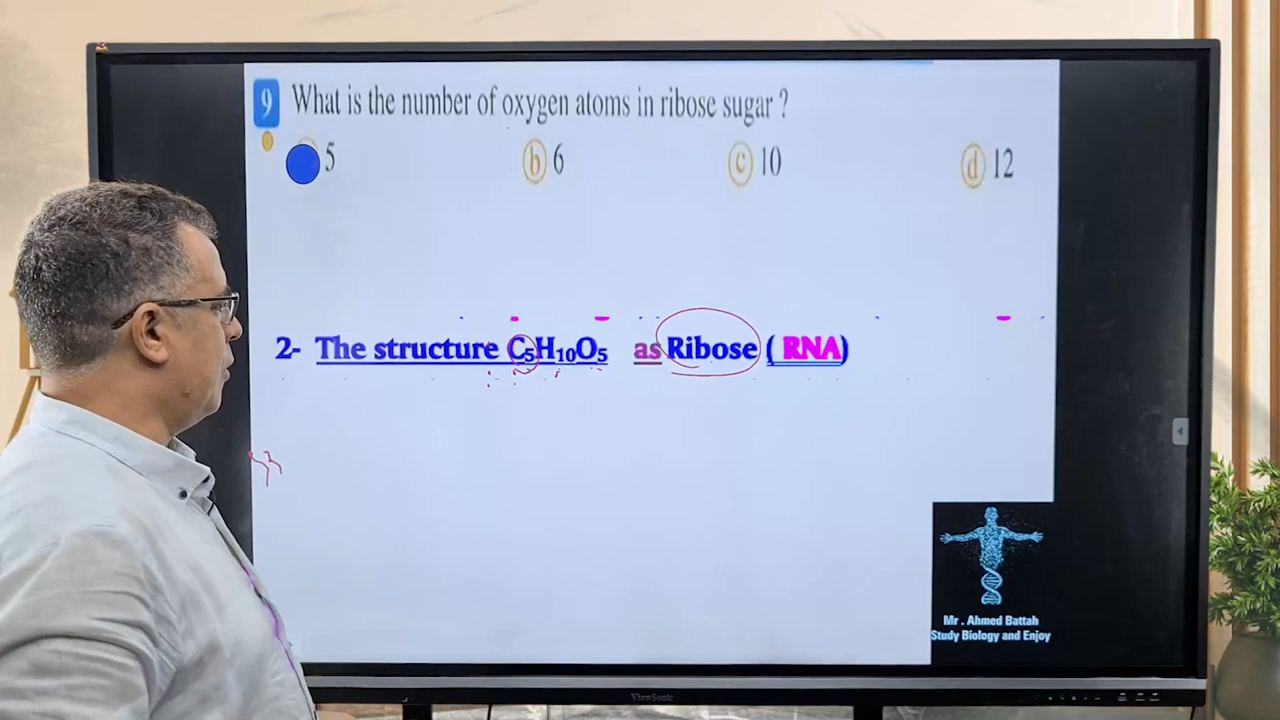 9 What is the number of oxygen atoms in ribose sugar ?
5 b 6 c 10 d 12
2- The structure C₅H₁₀O₅ as Ribose ( RNA)
Mr . Ahmed Battah
Study Biology and Enjoy
ViewSonic